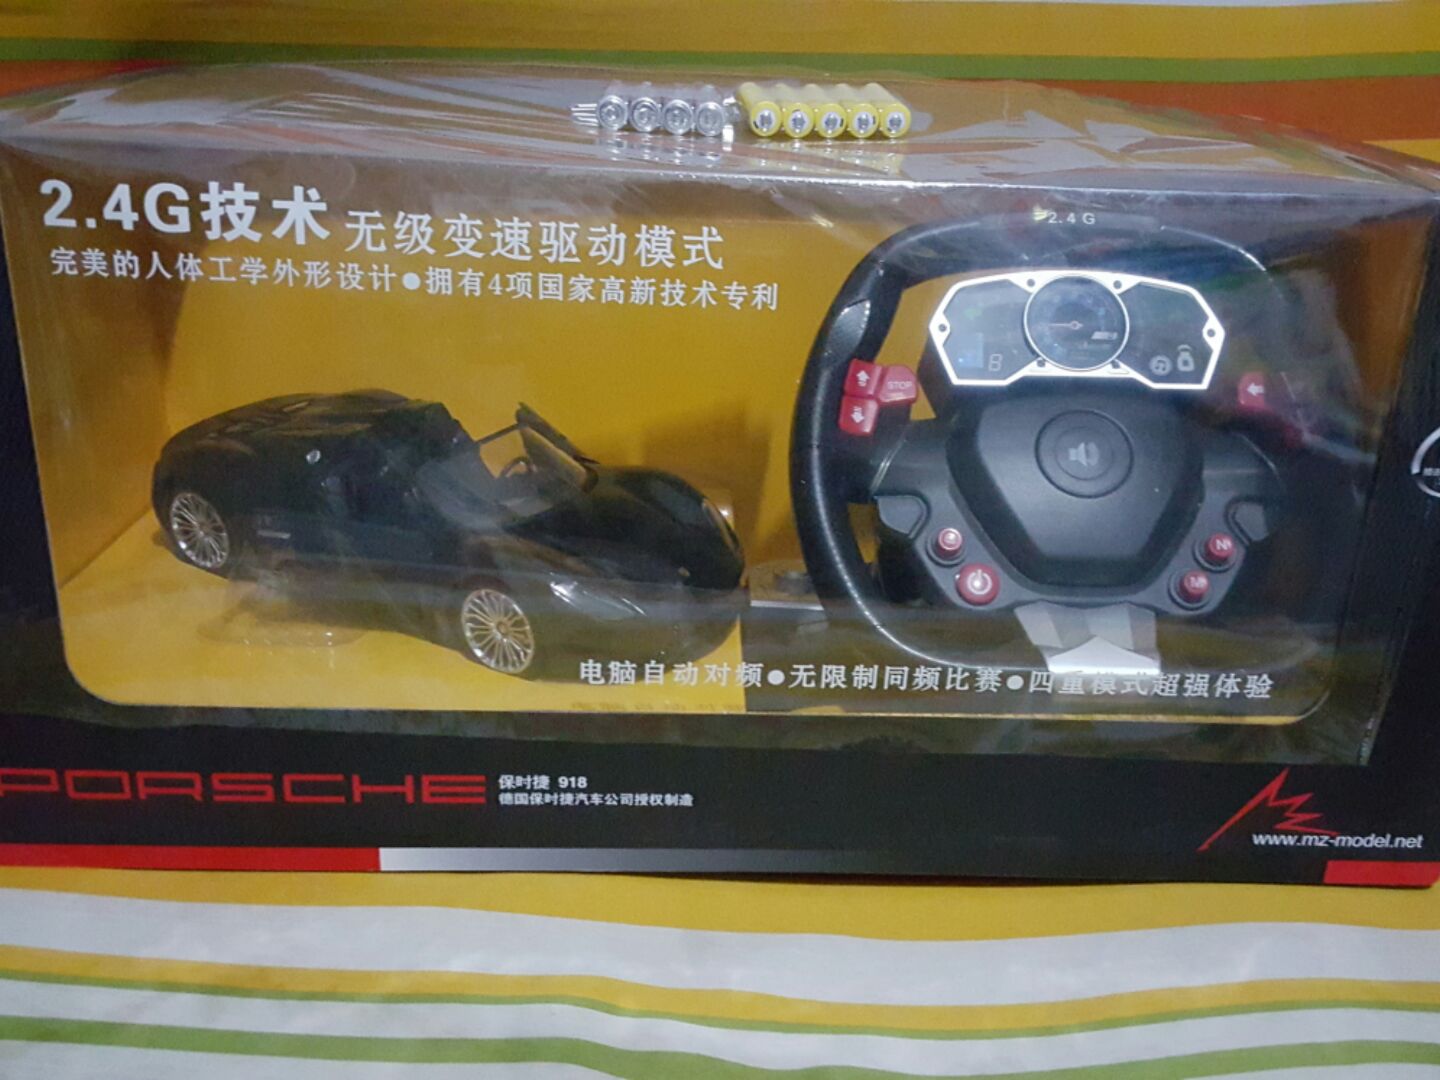 2.4G技术 无级变速驱动模式
完美的人体工学外形设计●拥有4项国家高新技术专利
2.4 G
8
STOP
N
电脑自动对频●无限制同频比赛●四重模式超强体验
PORSCHE
保时捷 918
德国保时捷汽车公司授权制造
www.mz-model.net